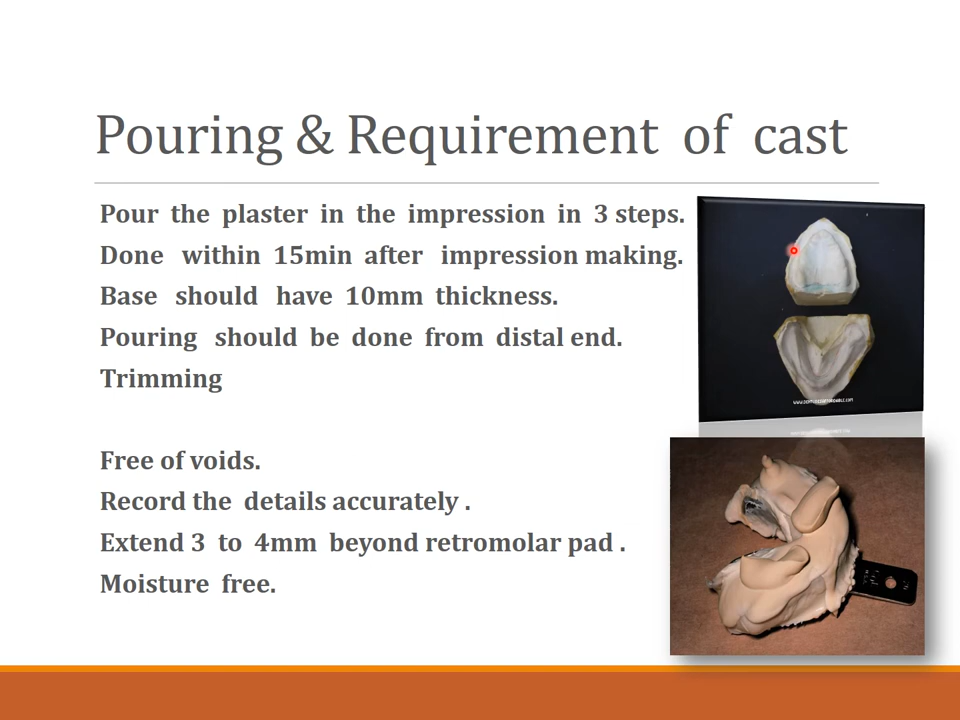 Pouring & Requirement of cast
Pour the plaster in the impression in 3 steps.
Done within 15min after impression making.
Base should have 10mm thickness.
Pouring should be done from distal end.
Trimming
Free of voids.
Record the details accurately .
Extend 3 to 4mm beyond retromolar pad .
Moisture free.